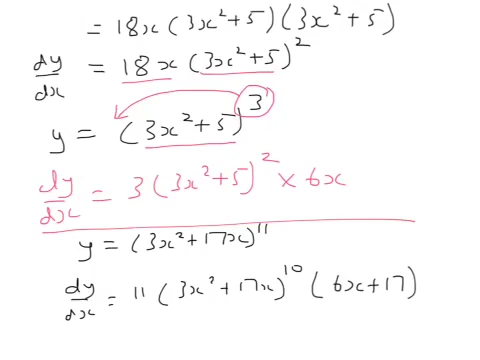 = 18x (3x²+5) (3x²+5)
dy/dx = 18x (3x²+5)²
y = (3x²+5)³
dy/dx = 3(3x²+5)² × 6x
y = (3x²+17x)¹¹
dy/dx = 11 (3x²+17x)¹⁰ (6x+17)